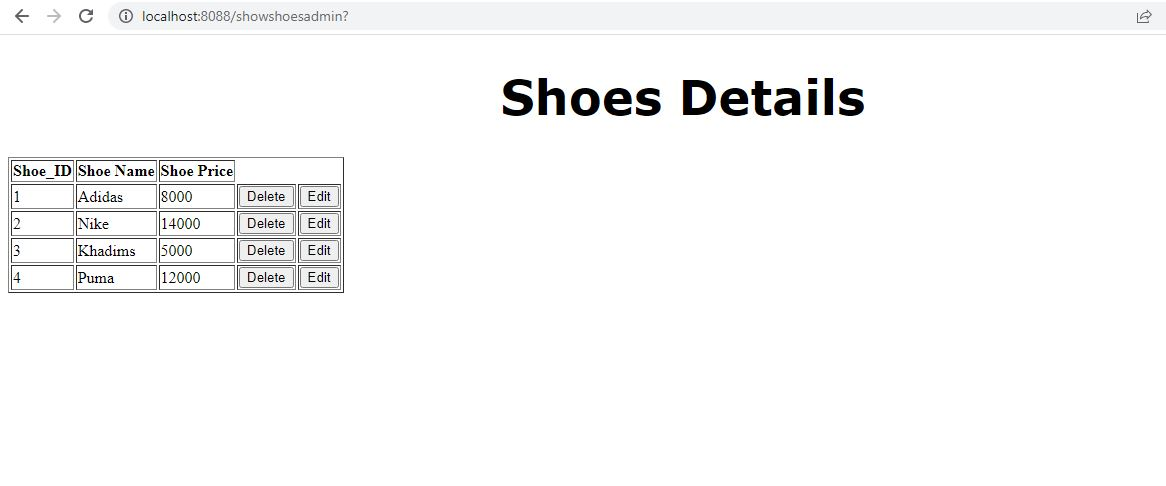 localhost:8088/showshoesadmin?
Shoes Details
Shoe_ID Shoe Name Shoe Price
1 Adidas 8000 Delete Edit
2 Nike 14000 Delete Edit
3 Khadims 5000 Delete Edit
4 Puma 12000 Delete Edit